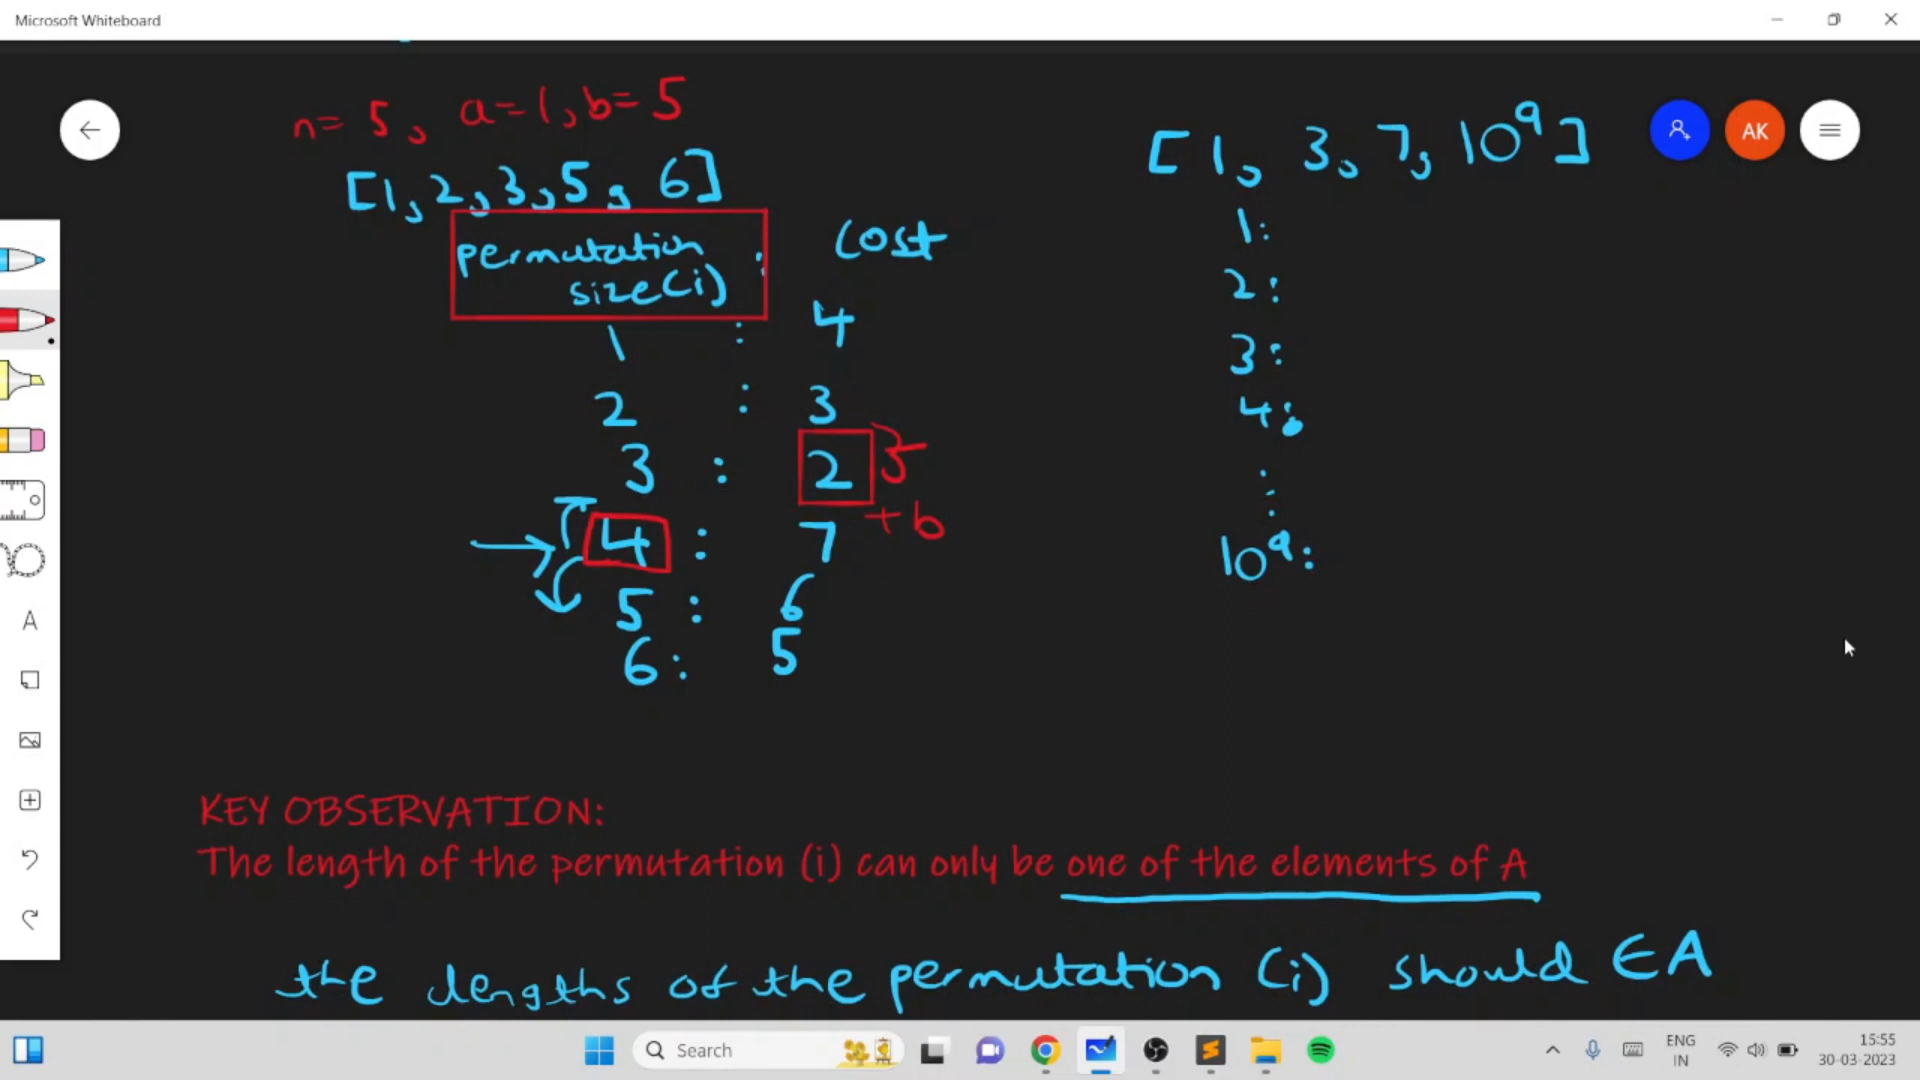 Microsoft Whiteboard
n= 5, a=1, b= 5
[1, 2, 3, 5, 6]
permutation size(i) : cost
1 : 4
2 : 3
3 : 2 5
+b
4 : 7
5 : 6
6 : 5
[1, 3, 7, 10⁹]
1:
2:
3:
4:
10⁹:
AK
A
KEY OBSERVATION:
The length of the permutation (i) can only be one of the elements of A
the lengths of the permutation (i) should ∈A
Search
ENG
IN
15:55
30-03-2023